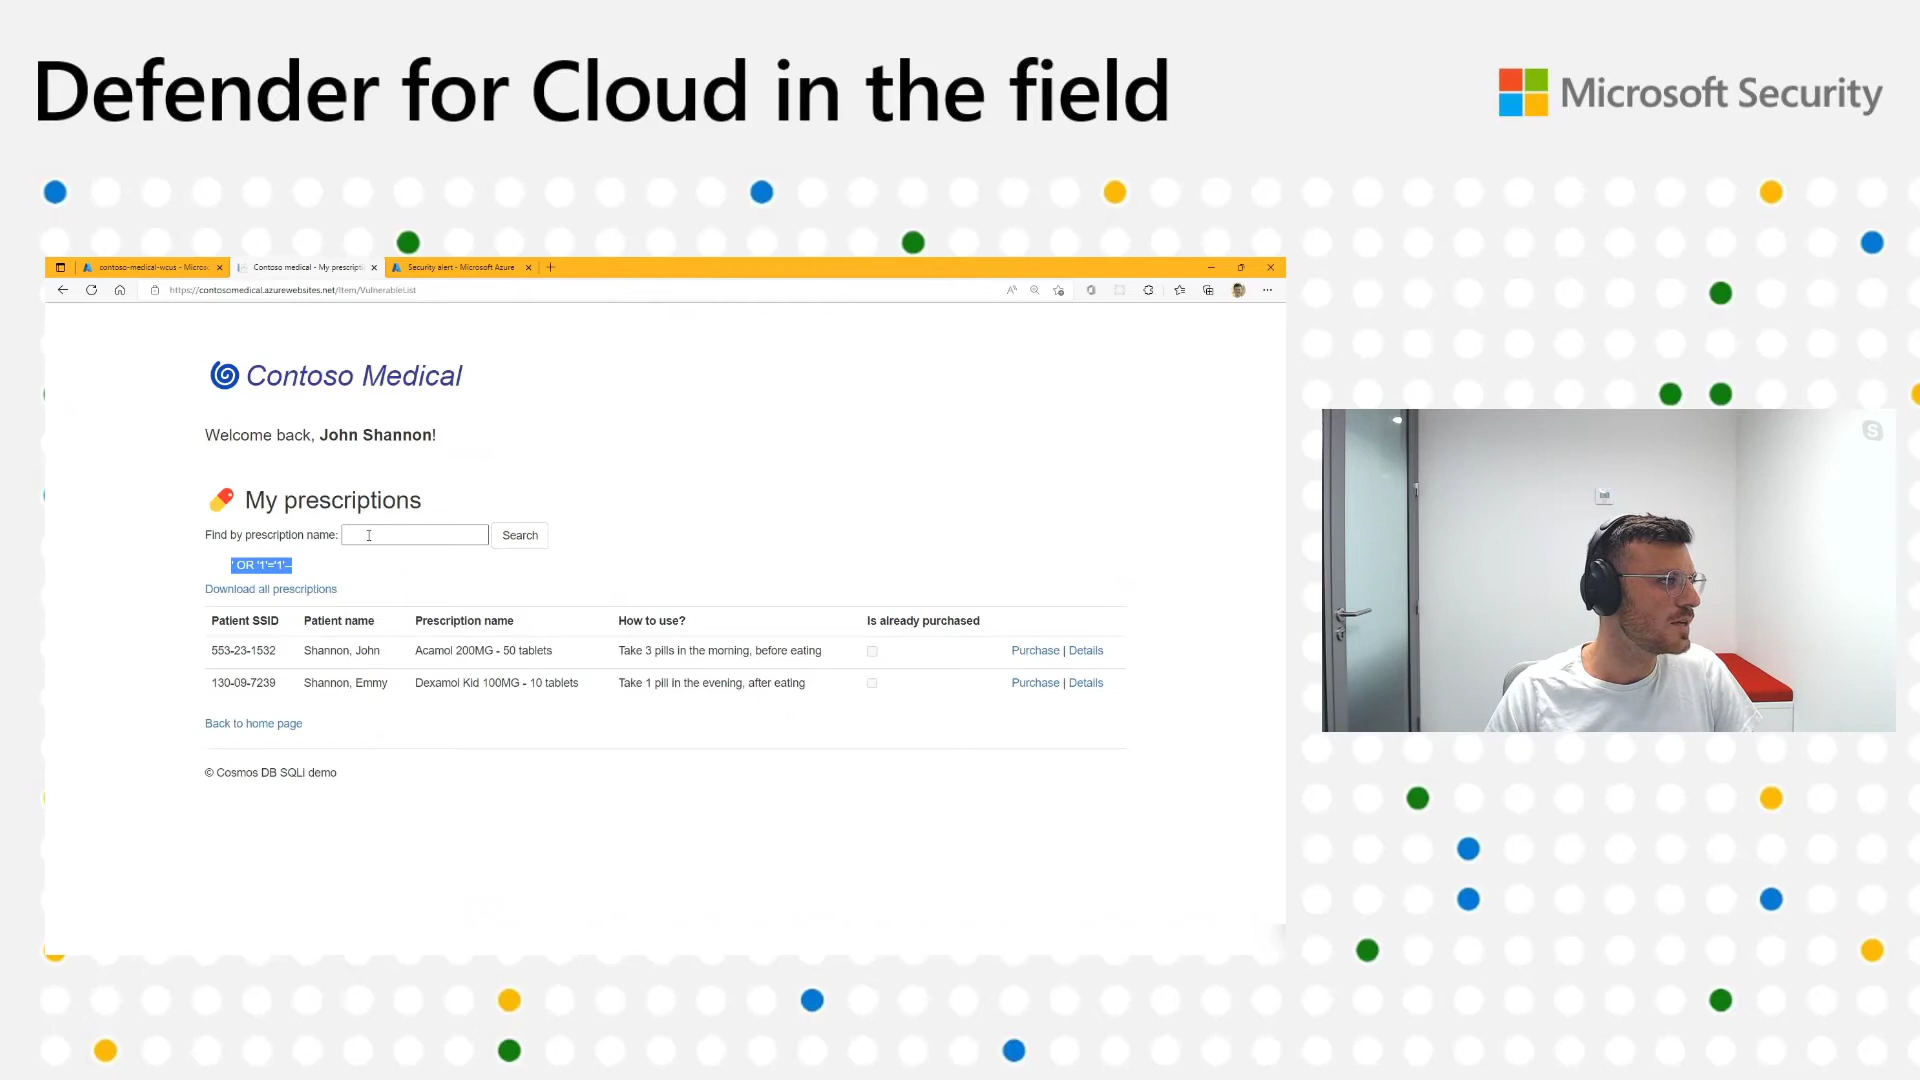 Defender for Cloud in the field
Microsoft Security
contoso-medical-wcus - Micros
Contoso medical - My prescripti
Security alert - Microsoft Azure
https://contosomedical.azurewebsites.net/Item/VulnerableList
Contoso Medical
Welcome back, John Shannon!
My prescriptions
Find by prescription name:
Search
' OR '1'='1'--
Download all prescriptions
Patient SSID Patient name Prescription name How to use? Is already purchased
553-23-1532 Shannon, John Acamol 200MG - 50 tablets Take 3 pills in the morning, before eating Purchase | Details
130-09-7239 Shannon, Emmy Dexamol Kid 100MG - 10 tablets Take 1 pill in the evening, after eating Purchase | Details
Back to home page
© Cosmos DB SQLi demo